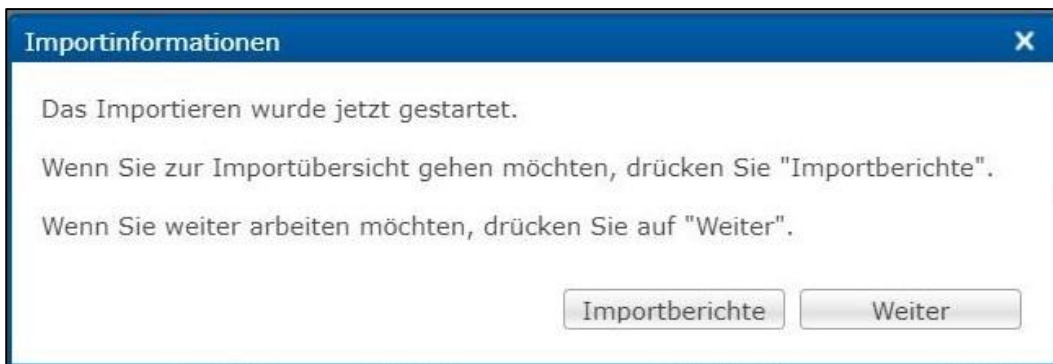 Importinformationen
Das Importieren wurde jetzt gestartet.
Wenn Sie zur Importübersicht gehen möchten, drücken Sie "Importberichte".
Wenn Sie weiter arbeiten möchten, drücken Sie auf "Weiter".
Importberichte Weiter